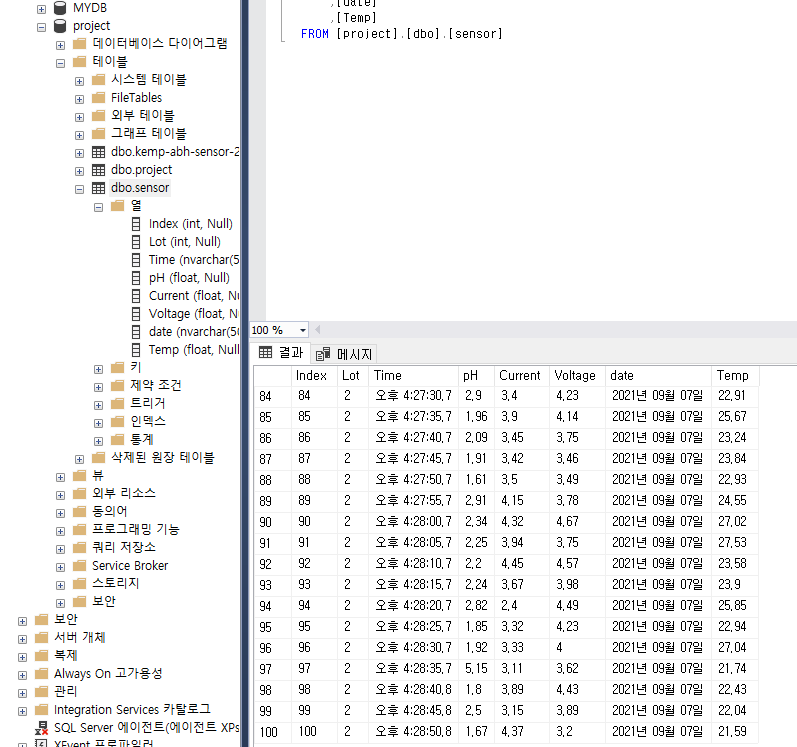 MYDB
project
데이터베이스 다이어그램
테이블
시스템 테이블
FileTables
외부 테이블
그래프 테이블
dbo.kemp-abh-sensor-2
dbo.project
dbo.sensor
열
Index (int, Null)
Lot (int, Null)
Time (nvarchar(5
pH (float, Null)
Current (float, Nu
Voltage (float, N
date (nvarchar(50
Temp (float, Null
키
제약 조건
트리거
인덱스
통계
삭제된 원장 테이블
뷰
외부 리소스
동의어
프로그래밍 기능
쿼리 저장소
Service Broker
스토리지
보안
보안
서버 개체
복제
Always On 고가용성
관리
Integration Services 카탈로그
SQL Server 에이전트(에이전트 XPs
XEvent 프로파일러
,[date]
,[Temp]
FROM [project].[dbo].[sensor]
100 %
결과 메시지
Index Lot Time pH Current Voltage date Temp
84 84 2 오후 4:27:30.7 2.9 3.4 4.23 2021년 09월 07일 22.91
85 85 2 오후 4:27:35.7 1.96 3.9 4.14 2021년 09월 07일 25.67
86 86 2 오후 4:27:40.7 2.09 3.45 3.75 2021년 09월 07일 23.24
87 87 2 오후 4:27:45.7 1.91 3.42 3.46 2021년 09월 07일 23.84
88 88 2 오후 4:27:50.7 1.61 3.5 3.49 2021년 09월 07일 22.93
89 89 2 오후 4:27:55.7 2.91 4.15 3.78 2021년 09월 07일 24.55
90 90 2 오후 4:28:00.7 2.34 4.32 4.67 2021년 09월 07일 27.02
91 91 2 오후 4:28:05.7 2.25 3.94 3.75 2021년 09월 07일 27.53
92 92 2 오후 4:28:10.7 2.2 4.45 4.57 2021년 09월 07일 23.58
93 93 2 오후 4:28:15.7 2.24 3.67 3.98 2021년 09월 07일 23.9
94 94 2 오후 4:28:20.7 2.82 2.4 4.49 2021년 09월 07일 25.85
95 95 2 오후 4:28:25.7 1.85 3.32 4.23 2021년 09월 07일 22.94
96 96 2 오후 4:28:30.7 1.92 3.33 4 2021년 09월 07일 27.04
97 97 2 오후 4:28:35.7 5.15 3.11 3.62 2021년 09월 07일 21.74
98 98 2 오후 4:28:40.8 1.8 3.89 4.43 2021년 09월 07일 22.43
99 99 2 오후 4:28:45.8 2.5 3.15 3.89 2021년 09월 07일 22.04
100 100 2 오후 4:28:50.8 1.67 4.37 3.2 2021년 09월 07일 21.59